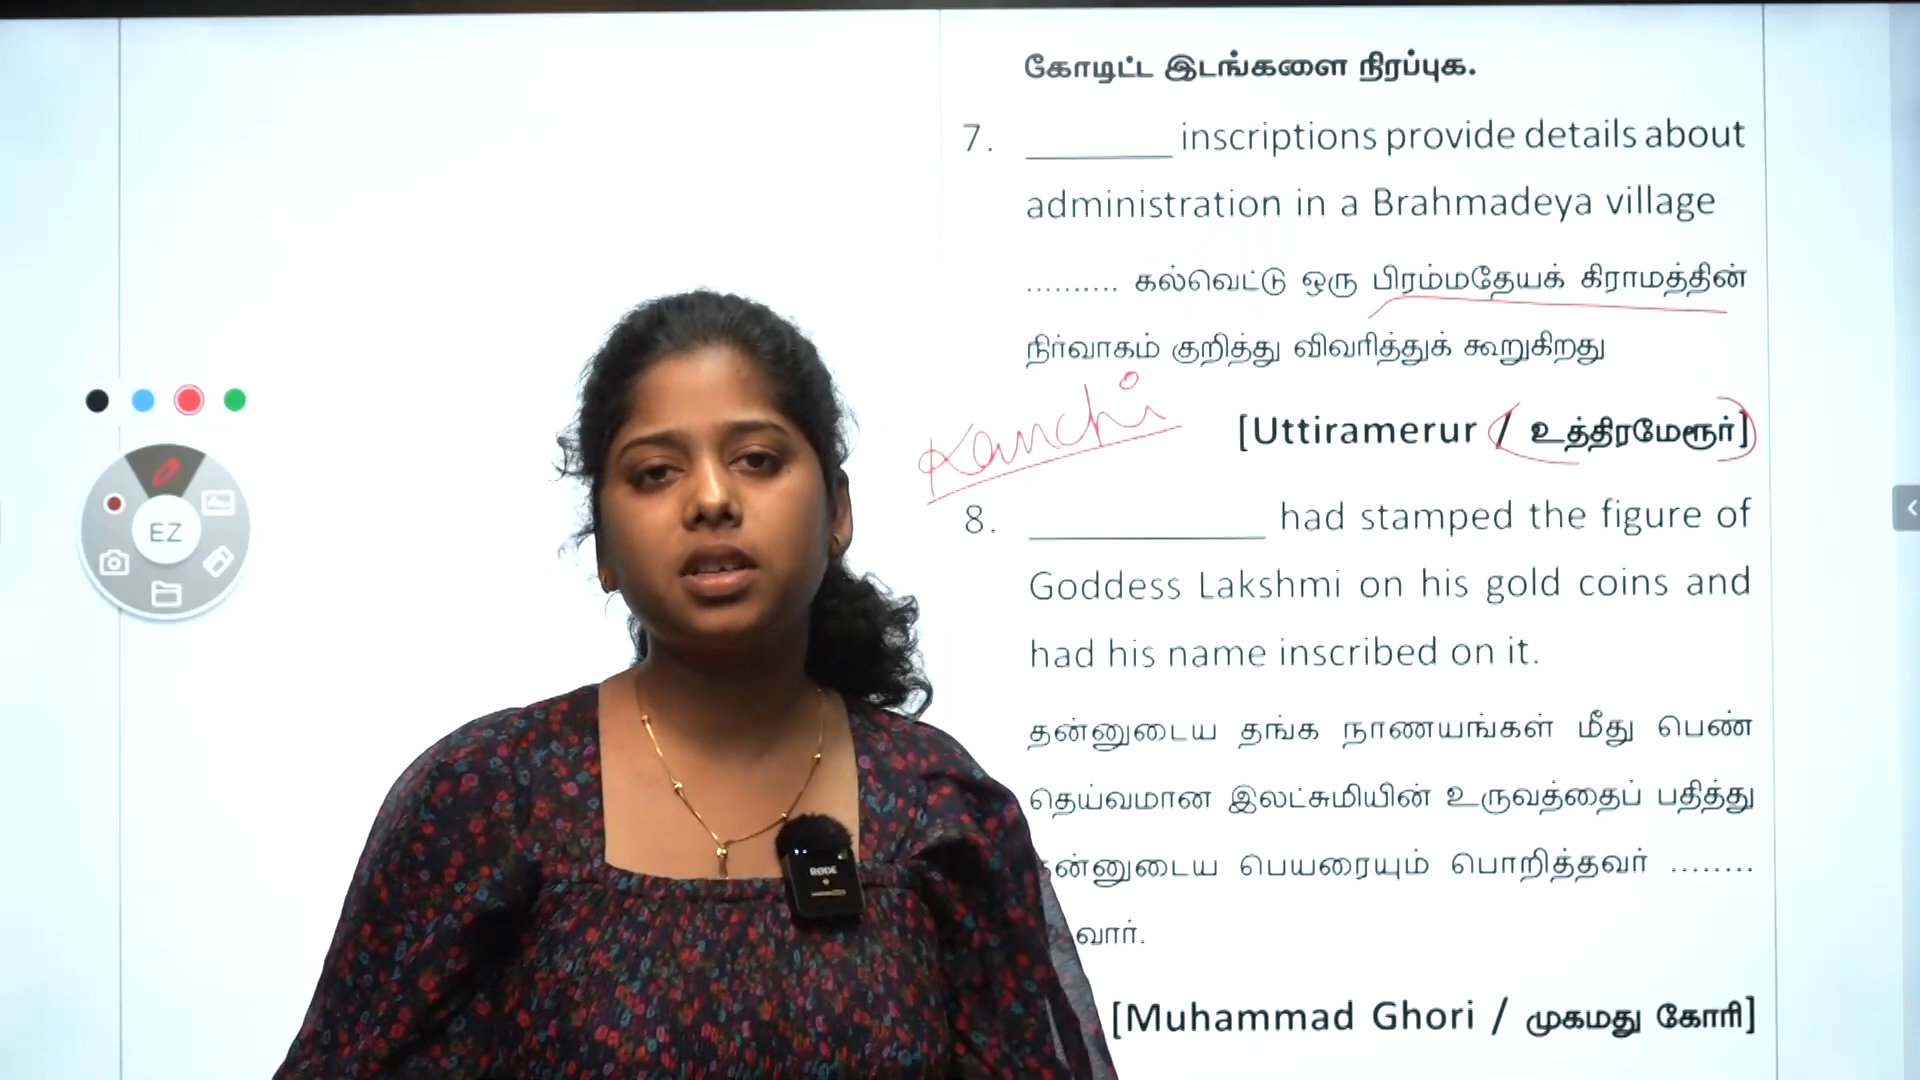 கோடிட்ட இடங்களை நிரப்புக.
7. ________ inscriptions provide details about
administration in a Brahmadeya village
.......... கல்வெட்டு ஒரு பிரம்மதேயக் கிராமத்தின்
நிர்வாகம் குறித்து விவரித்துக் கூறுகிறது
Kanchi
[Uttiramerur / உத்திரமேரூர்]
8. ____________ had stamped the figure of
Goddess Lakshmi on his gold coins and
had his name inscribed on it.
தன்னுடைய தங்க நாணயங்கள் மீது பெண்
தெய்வமான இலட்சுமியின் உருவத்தைப் பதித்து
பெயரையும் பொறித்தவர் ........
[Muhammad Ghori / முகமது கோரி]
EZ
RØDE